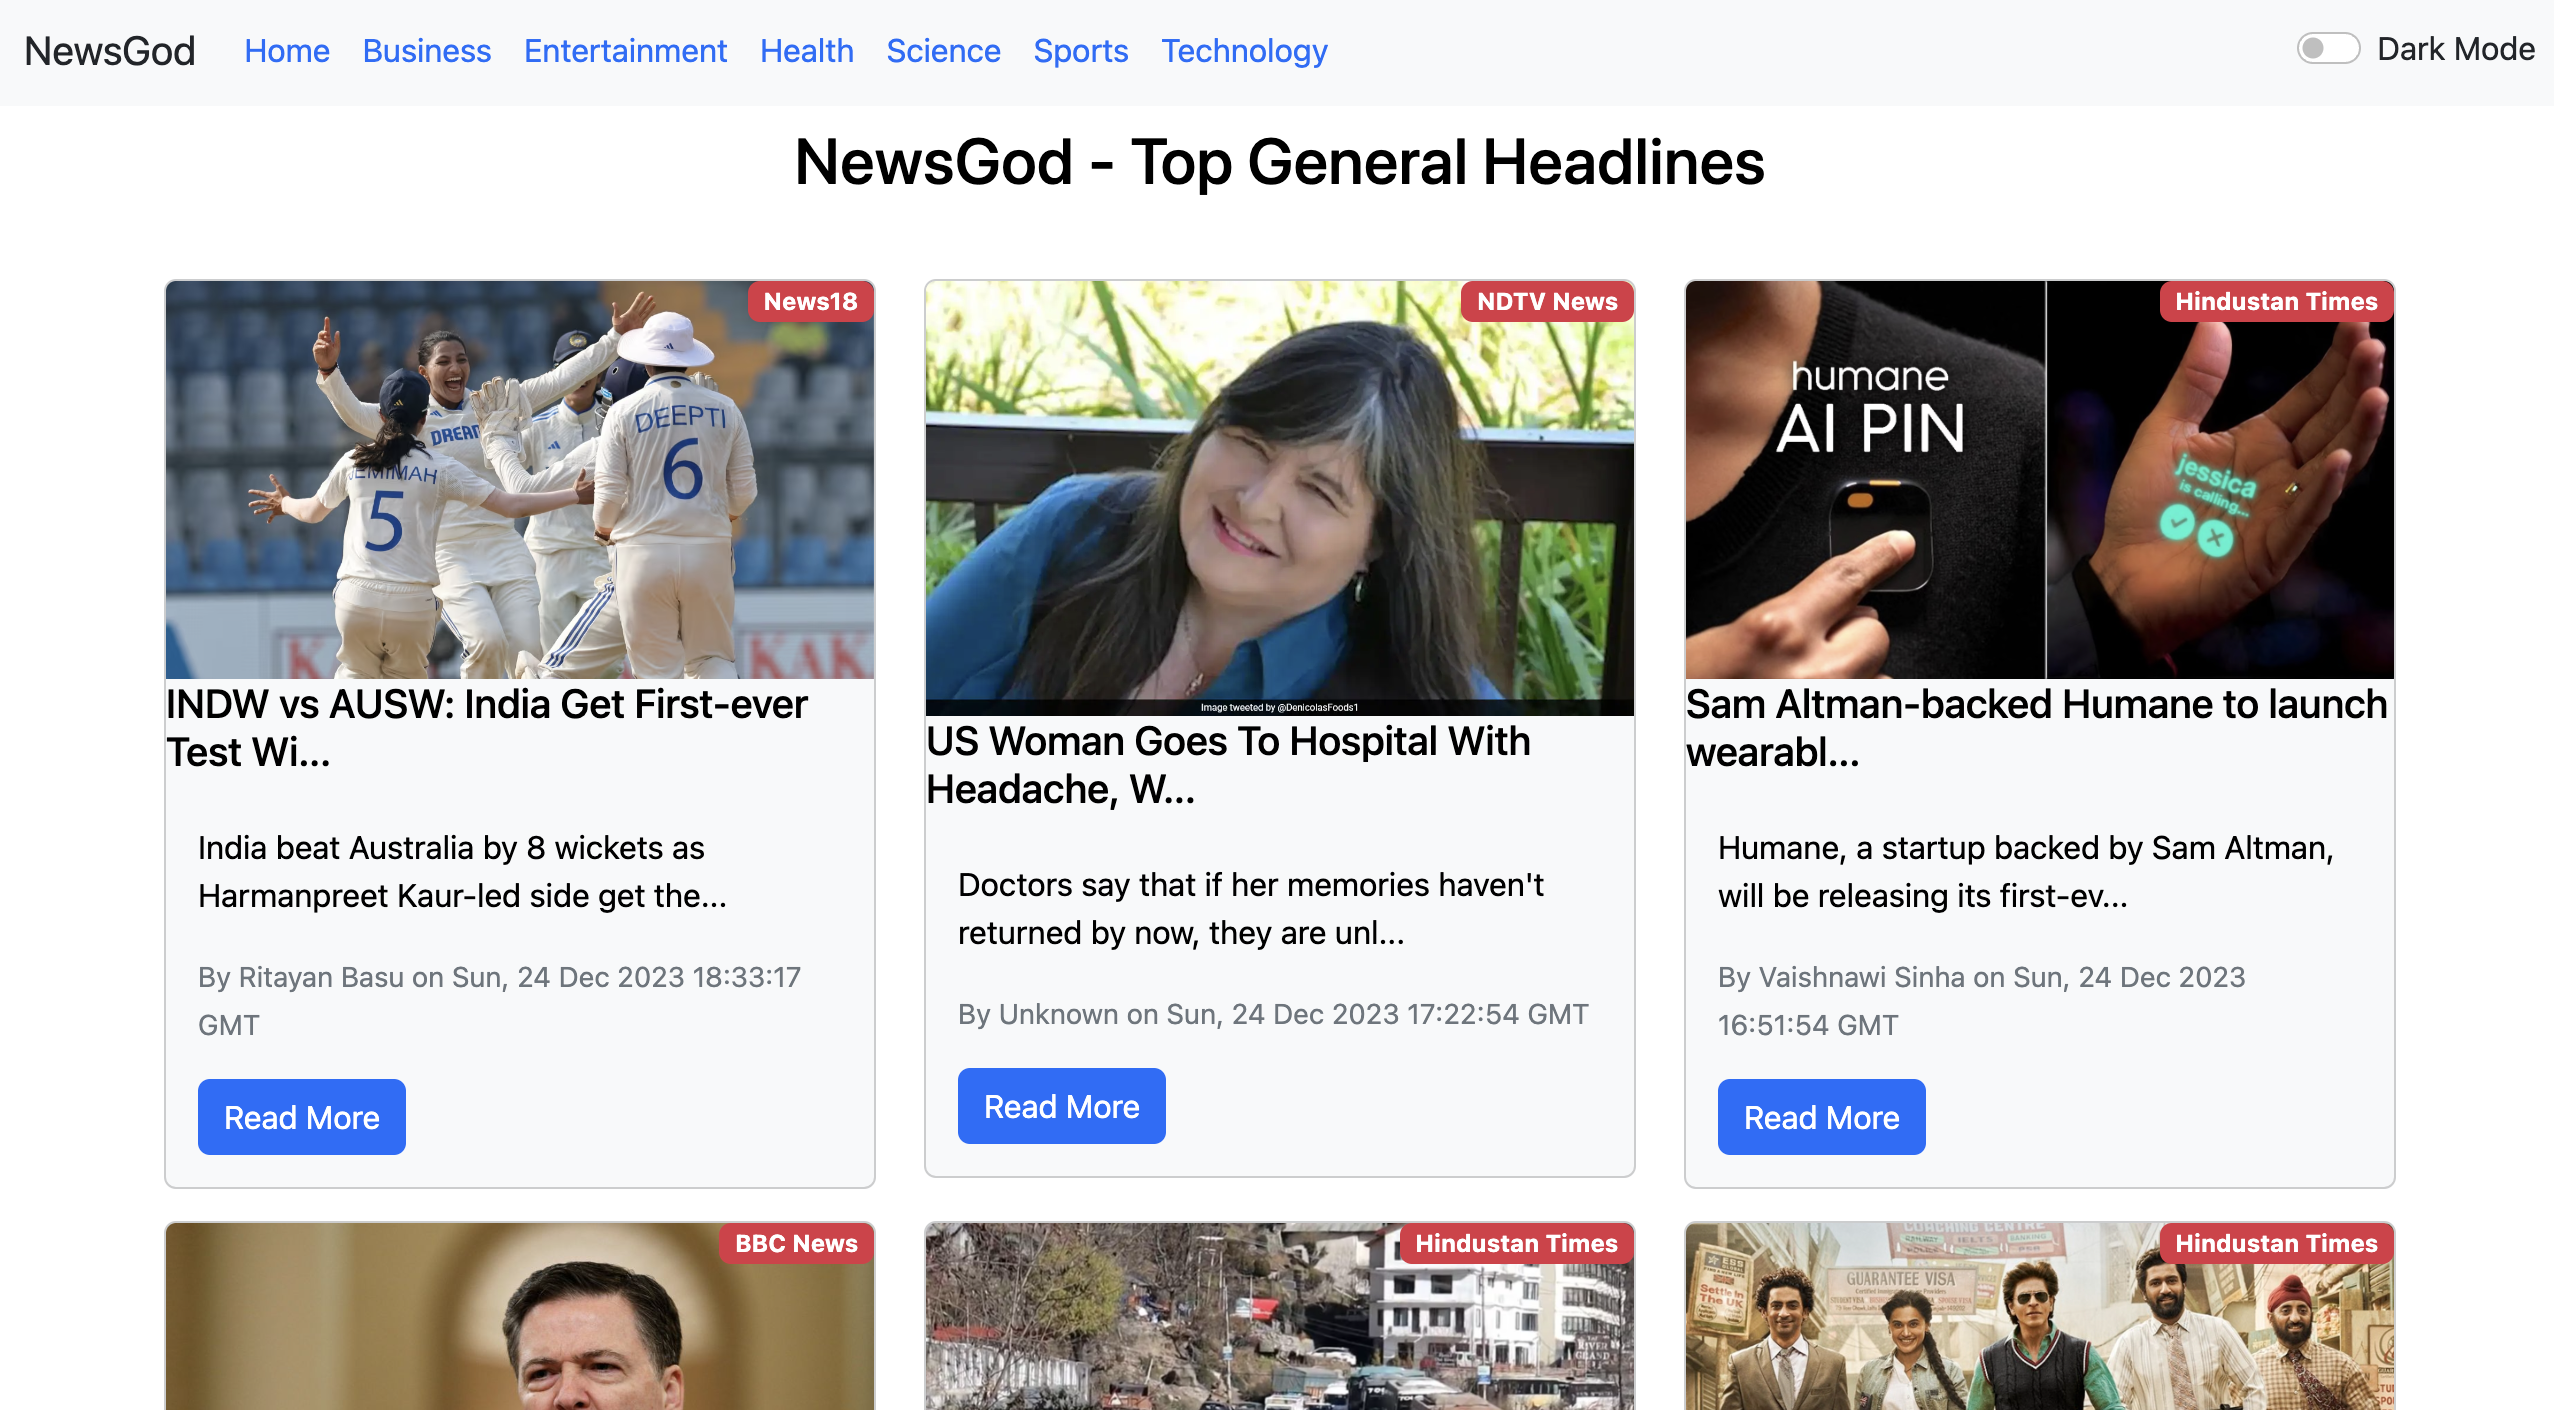 NewsGod Home Business Entertainment Health Science Sports Technology Dark Mode
NewsGod - Top General Headlines
News18
DEEPTI
6
DREAM
JEMIMAH
5
INDW vs AUSW: India Get First-ever
Test Wi...
India beat Australia by 8 wickets as
Harmanpreet Kaur-led side get the...
By Ritayan Basu on Sun, 24 Dec 2023 18:33:17
GMT
Read More
NDTV News
Image tweeted by @DenicolasFoods1
US Woman Goes To Hospital With
Headache, W...
Doctors say that if her memories haven't
returned by now, they are unl...
By Unknown on Sun, 24 Dec 2023 17:22:54 GMT
Read More
Hindustan Times
humane
AI PIN
jessica
is calling...
Sam Altman-backed Humane to launch
wearabl...
Humane, a startup backed by Sam Altman,
will be releasing its first-ev...
By Vaishnawi Sinha on Sun, 24 Dec 2023
16:51:54 GMT
Read More
BBC News
Hindustan Times
Hindustan Times
COACHING CENTRE
IELTS BANKING
GUARANTEE VISA
Settle In
The UK